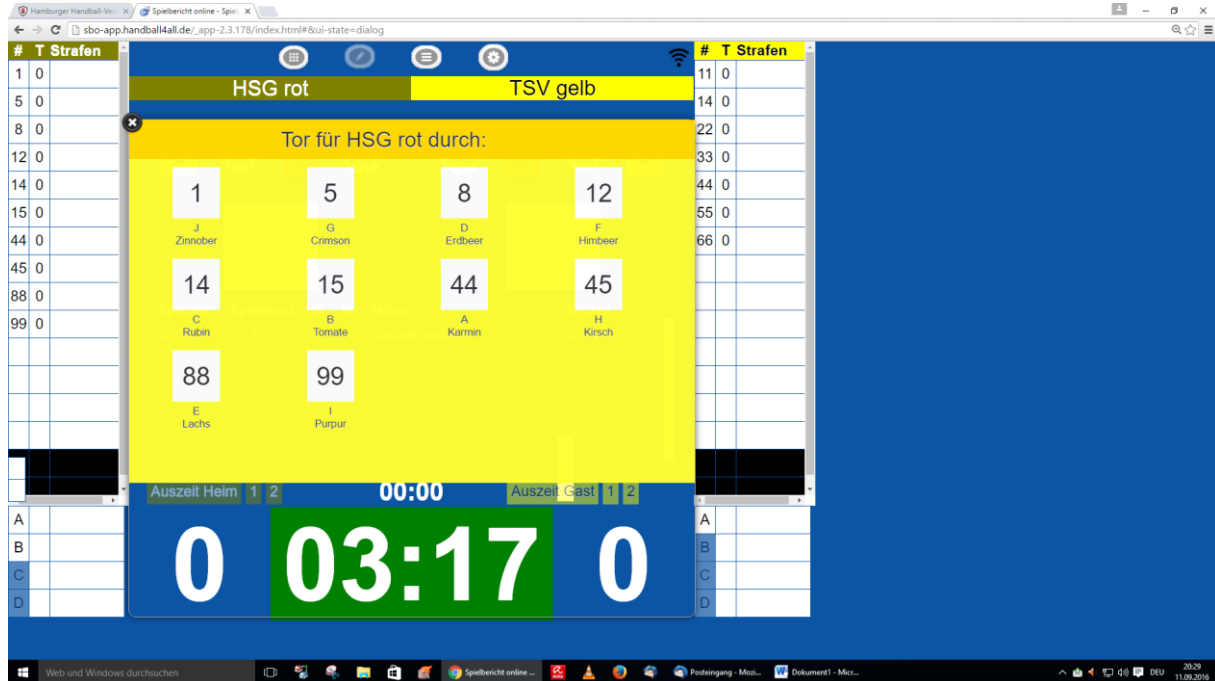 Hamburger Handball-Ver
Spielbericht online - Spiel
sbo-app.handball4all.de/_app-2.3.178/index.html#&ui-state=dialog
# T Strafen
1 0
5 0
8 0
12 0
14 0
15 0
44 0
45 0
88 0
99 0
A
B
C
D
HSG rot
TSV gelb
Tor für HSG rot durch:
1 5 8 12
J G D F
Zinnober Crimson Erdbeer Himbeer
14 15 44 45
C B A H
Rubin Tomate Karmin Kirsch
88 99
E I
Lachs Purpur
Auszeit Heim 1 2
00:00
Auszeit Gast 1 2
0 03:17 0
# T Strafen
11 0
14 0
22 0
33 0
44 0
55 0
66 0
A
B
C
D
Web und Windows durchsuchen
Spielbericht online ...
Posteingang - Mozi...
Dokument1 - Micr...
DEU
20:29
11.09.2016